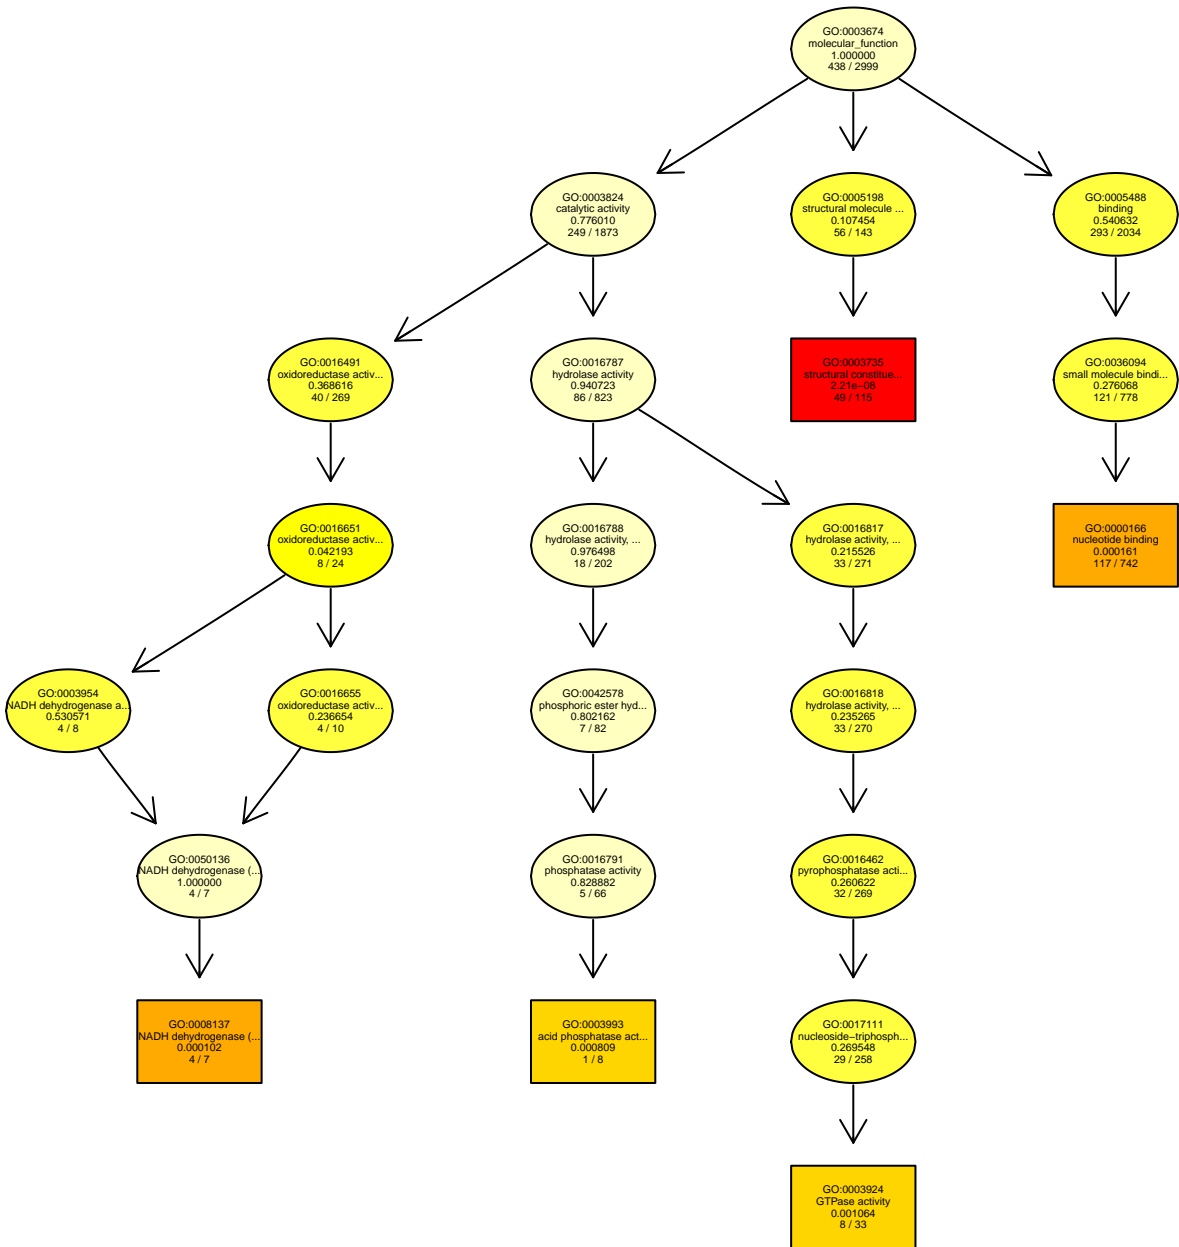 GO:0003674
molecular_function
1.000000
438 / 2999
GO:0003824
catalytic activity
0.776010
249 / 1873
GO:0005198
structural molecule ...
0.107454
56 / 143
GO:0005488
binding
0.540632
293 / 2034
GO:0016491
oxidoreductase activ...
0.368616
40 / 269
GO:0016787
hydrolase activity
0.940723
86 / 823
GO:0003735
structural constitue...
2.21e−08
49 / 115
GO:0036094
small molecule bindi...
0.276068
121 / 778
GO:0016651
oxidoreductase activ...
0.042193
8 / 24
GO:0016788
hydrolase activity, ...
0.976498
18 / 202
GO:0016817
hydrolase activity, ...
0.215526
33 / 271
GO:0000166
nucleotide binding
0.000161
117 / 742
GO:0003954
NADH dehydrogenase a...
0.530571
4 / 8
GO:0016655
oxidoreductase activ...
0.236654
4 / 10
GO:0042578
phosphoric ester hyd...
0.802162
7 / 82
GO:0016818
hydrolase activity, ...
0.235265
33 / 270
GO:0050136
NADH dehydrogenase (...
1.000000
4 / 7
GO:0016791
phosphatase activity
0.828882
5 / 66
GO:0016462
pyrophosphatase acti...
0.260622
32 / 269
GO:0008137
NADH dehydrogenase (...
0.000102
4 / 7
GO:0003993
acid phosphatase act...
0.000809
1 / 8
GO:0017111
nucleoside−triphosph...
0.269548
29 / 258
GO:0003924
GTPase activity
0.001064
8 / 33